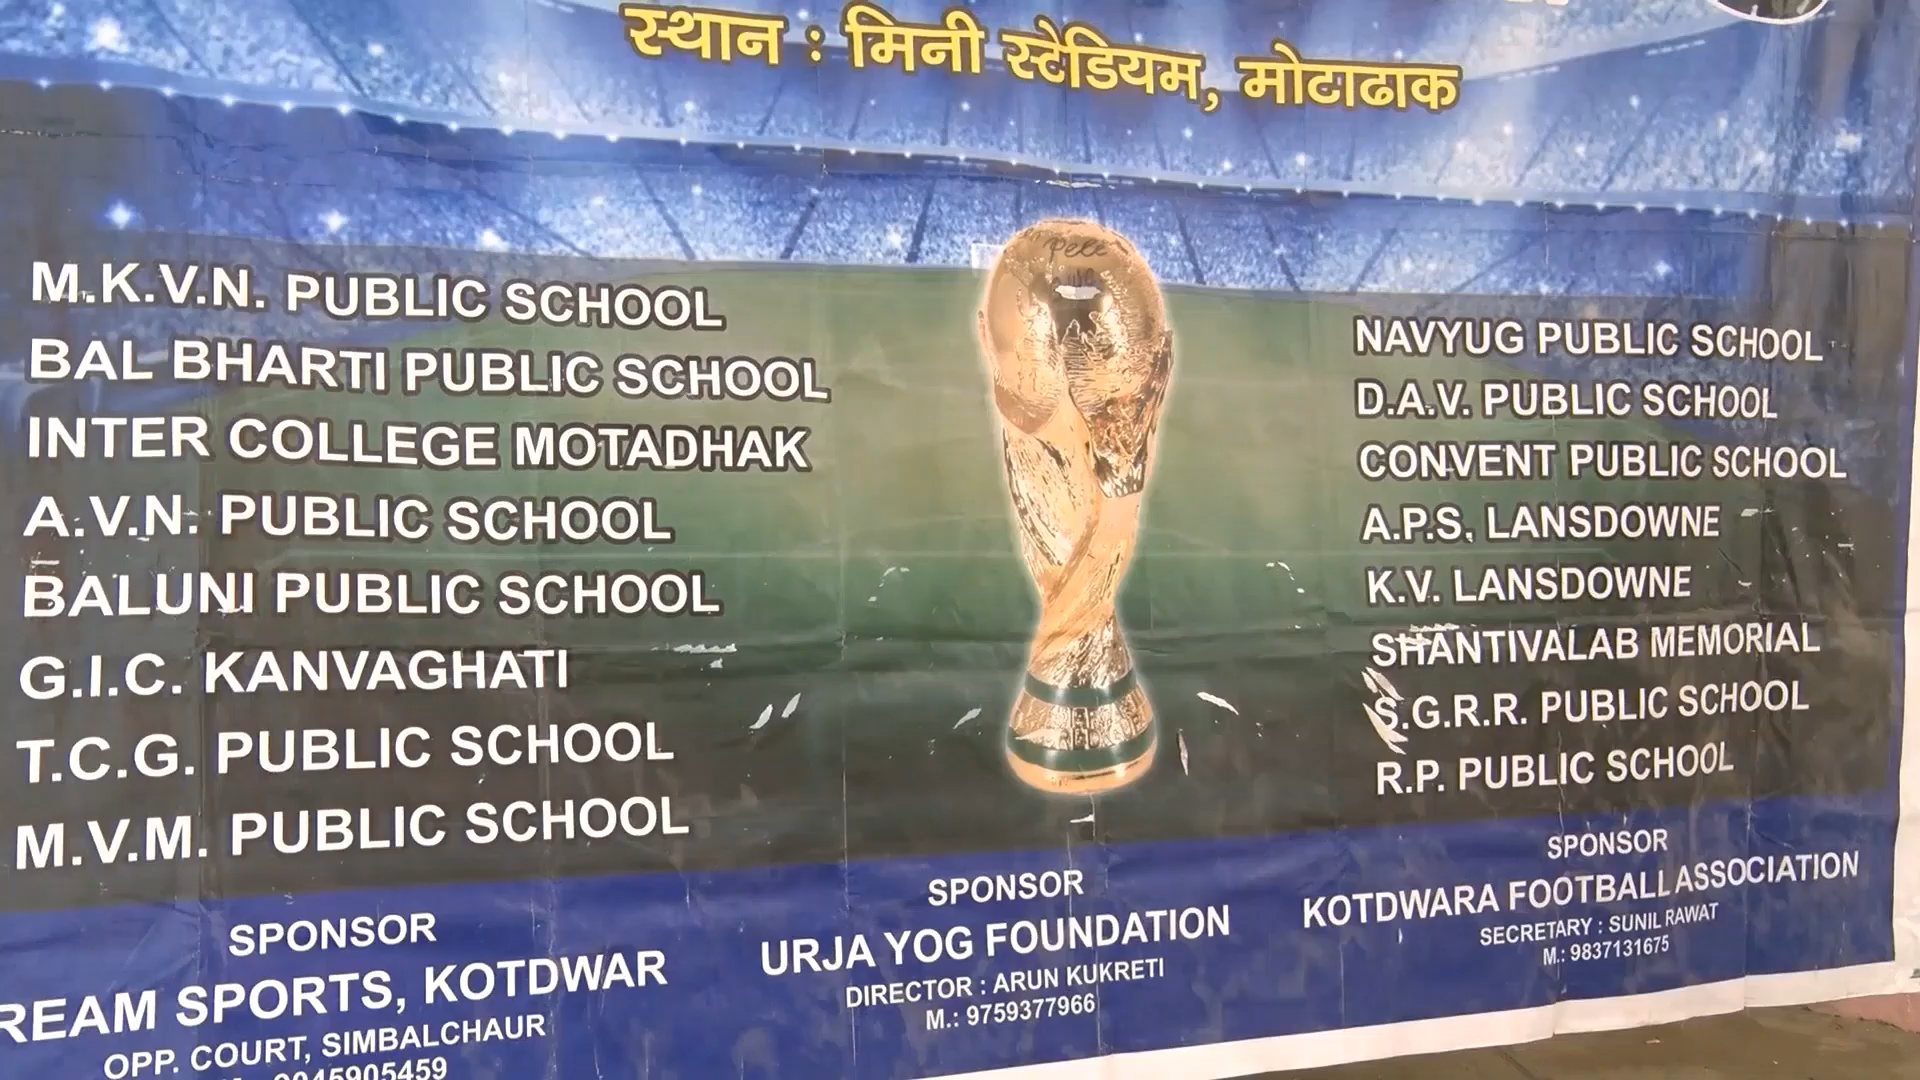 स्थान : मिनी स्टेडियम, मोटाढाक
M.K.V.N. PUBLIC SCHOOL
BAL BHARTI PUBLIC SCHOOL
INTER COLLEGE MOTADHAK
A.V.N. PUBLIC SCHOOL
BALUNI PUBLIC SCHOOL
G.I.C. KANVAGHATI
T.C.G. PUBLIC SCHOOL
M.V.M. PUBLIC SCHOOL
Pele
NAVYUG PUBLIC SCHOOL
D.A.V. PUBLIC SCHOOL
CONVENT PUBLIC SCHOOL
A.P.S. LANSDOWNE
K.V. LANSDOWNE
SHANTIVALAB MEMORIAL
S.G.R.R. PUBLIC SCHOOL
R.P. PUBLIC SCHOOL
SPONSOR
REAM SPORTS, KOTDWAR
OPP. COURT, SIMBALCHAUR
SPONSOR
URJA YOG FOUNDATION
DIRECTOR : ARUN KUKRETI
M.: 9759377966
SPONSOR
KOTDWARA FOOTBALL ASSOCIATION
SECRETARY : SUNIL RAWAT
M.: 9837131675